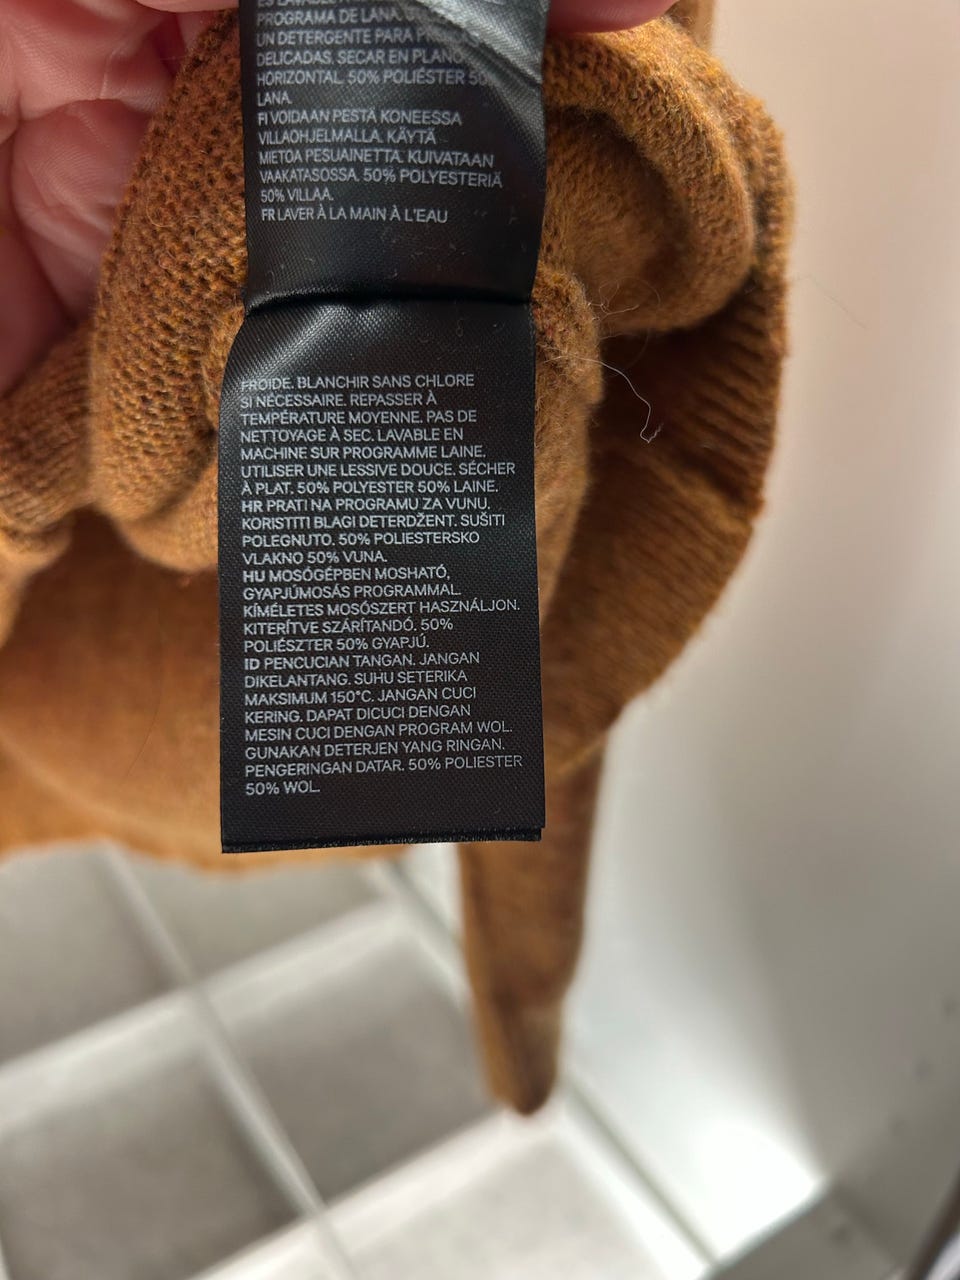 PROGRAMA DE LANA.
UN DETERGENTE PARA
DELICADAS. SECAR EN PLANO
HORIZONTAL. 50% POLIÉSTER 50
LANA.
FI VOIDAAN PESTÄ KONEESSA
VILLAOHJELMALLA. KÄYTÄ
MIETOA PESUAINETTA. KUIVATAAN
VAAKATASOSSA. 50% POLYESTERIÄ
50% VILLAA.
FR LAVER À LA MAIN À L'EAU
FROIDE. BLANCHIR SANS CHLORE
SI NÉCESSAIRE. REPASSER À
TEMPÉRATURE MOYENNE. PAS DE
NETTOYAGE À SEC. LAVABLE EN
MACHINE SUR PROGRAMME LAINE.
UTILISER UNE LESSIVE DOUCE. SÉCHER
À PLAT. 50% POLYESTER 50% LAINE.
HR PRATI NA PROGRAMU ZA VUNU.
KORISTITI BLAGI DETERDŽENT. SUŠITI
POLEGNUTO. 50% POLIESTERSKO
VLAKNO 50% VUNA.
HU MOSÓGÉPBEN MOSHATÓ,
GYAPJÚMOSÁS PROGRAMMAL.
KÍMÉLETES MOSÓSZERT HASZNÁLJON.
KITERÍTVE SZÁRÍTANDÓ. 50%
POLIÉSZTER 50% GYAPJÚ.
ID PENCUCIAN TANGAN. JANGAN
DIKELANTANG. SUHU SETERIKA
MAKSIMUM 150°C. JANGAN CUCI
KERING. DAPAT DICUCI DENGAN
MESIN CUCI DENGAN PROGRAM WOL.
GUNAKAN DETERJEN YANG RINGAN.
PENGERINGAN DATAR. 50% POLIESTER
50% WOL.